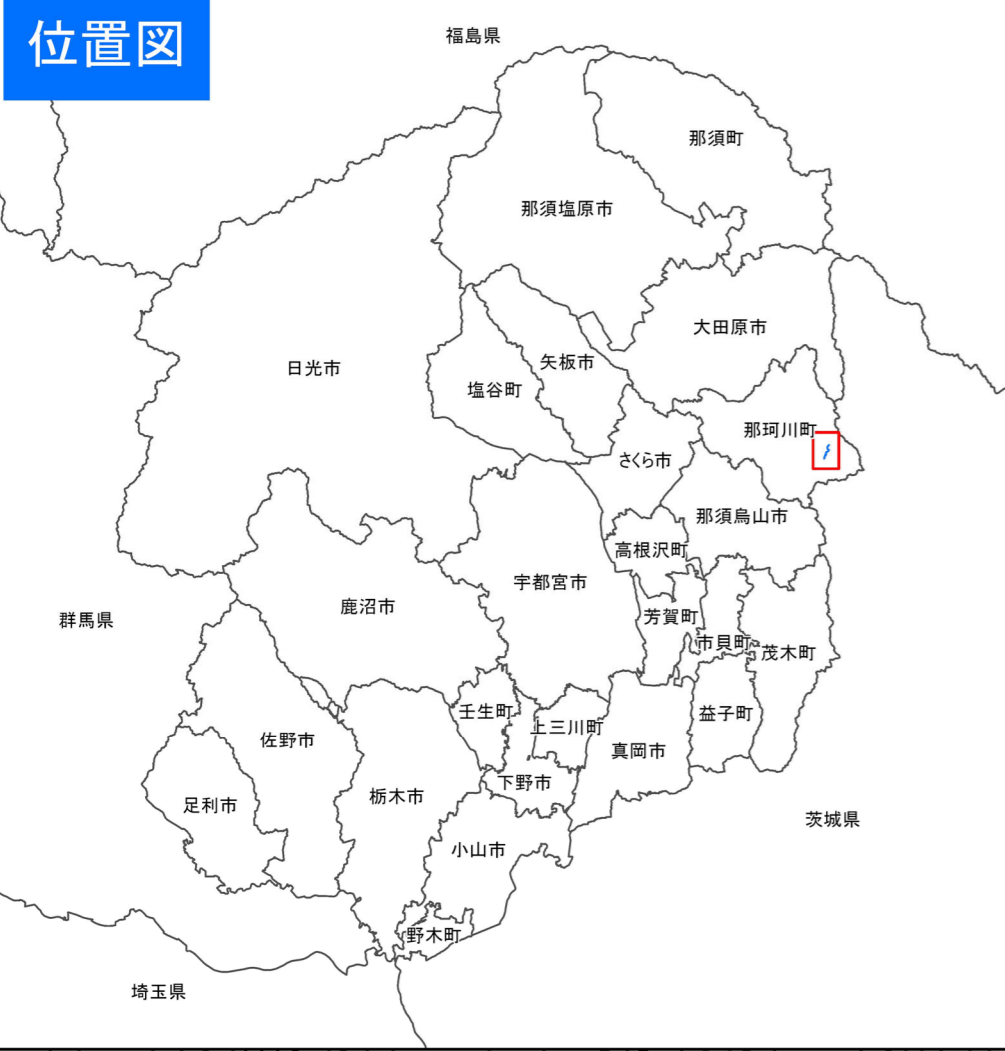 位置図
福島県
那須町
那須塩原市
大田原市
日光市
矢板市
塩谷町
那珂川町
さくら市
那須烏山市
高根沢町
宇都宮市
鹿沼市
芳賀町
群馬県
市貝町
茂木町
壬生町
益子町
上三川町
佐野市
真岡市
下野市
栃木市
足利市
茨城県
小山市
野木町
埼玉県